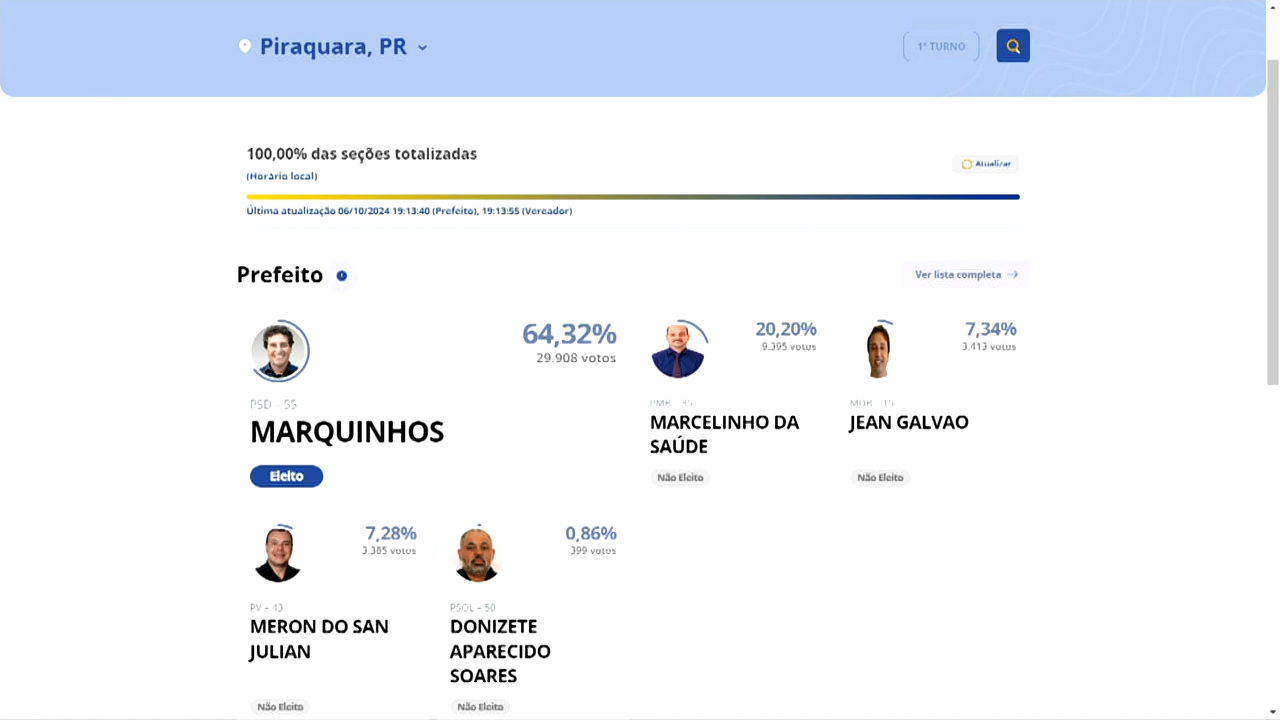 Piraquara, PR
1º TURNO
100,00% das seções totalizadas
(Horário local)
Atualizar
Última atualização 06/10/2024 19:13:40 (Prefeito), 19:13:55 (Vereador)
Prefeito
Ver lista completa
64,32%
29.908 votos
PSD - 55
MARQUINHOS
Eleito
20,20%
9.395 votos
PMB - 35
MARCELINHO DA
SAÚDE
Não Eleito
7,34%
3.413 votos
MDB - 15
JEAN GALVAO
Não Eleito
7,28%
3.385 votos
PV - 43
MERON DO SAN
JULIAN
Não Eleito
0,86%
399 votos
PSOL - 50
DONIZETE
APARECIDO
SOARES
Não Eleito